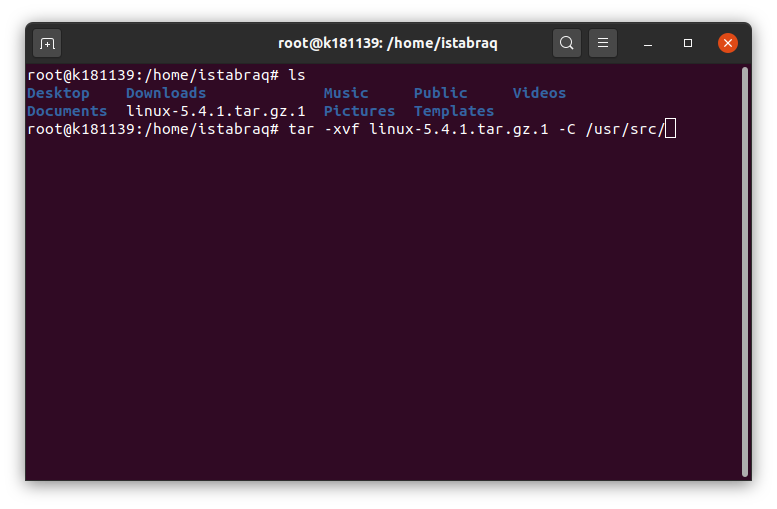 root@k181139: /home/istabraq
root@k181139:/home/istabraq# ls
Desktop    Downloads             Music     Public     Videos
Documents  linux-5.4.1.tar.gz.1  Pictures  Templates
root@k181139:/home/istabraq# tar -xvf linux-5.4.1.tar.gz.1 -C /usr/src/